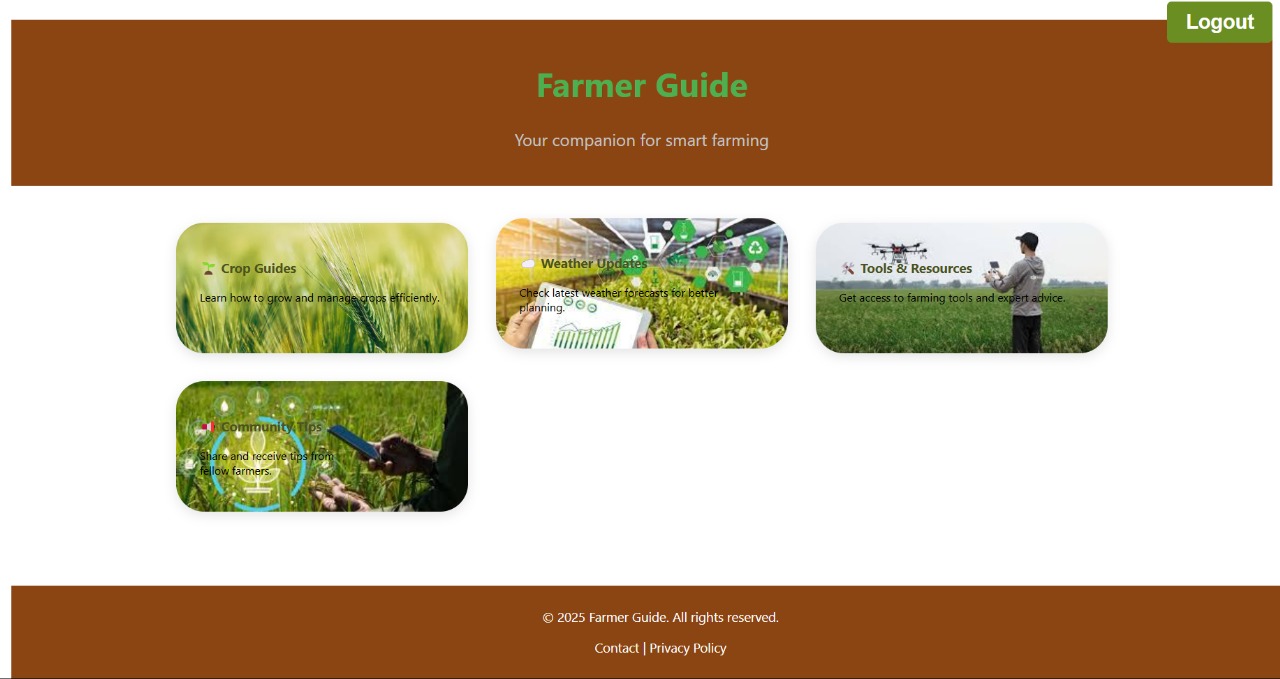 Logout
Farmer Guide
Your companion for smart farming
🌱 Crop Guides
Learn how to grow and manage crops efficiently.
☁️ Weather Updates
Check latest weather forecasts for better
planning.
🛠️ Tools & Resources
Get access to farming tools and expert advice.
📢 Community Tips
Share and receive tips from
fellow farmers.
© 2025 Farmer Guide. All rights reserved.
Contact | Privacy Policy